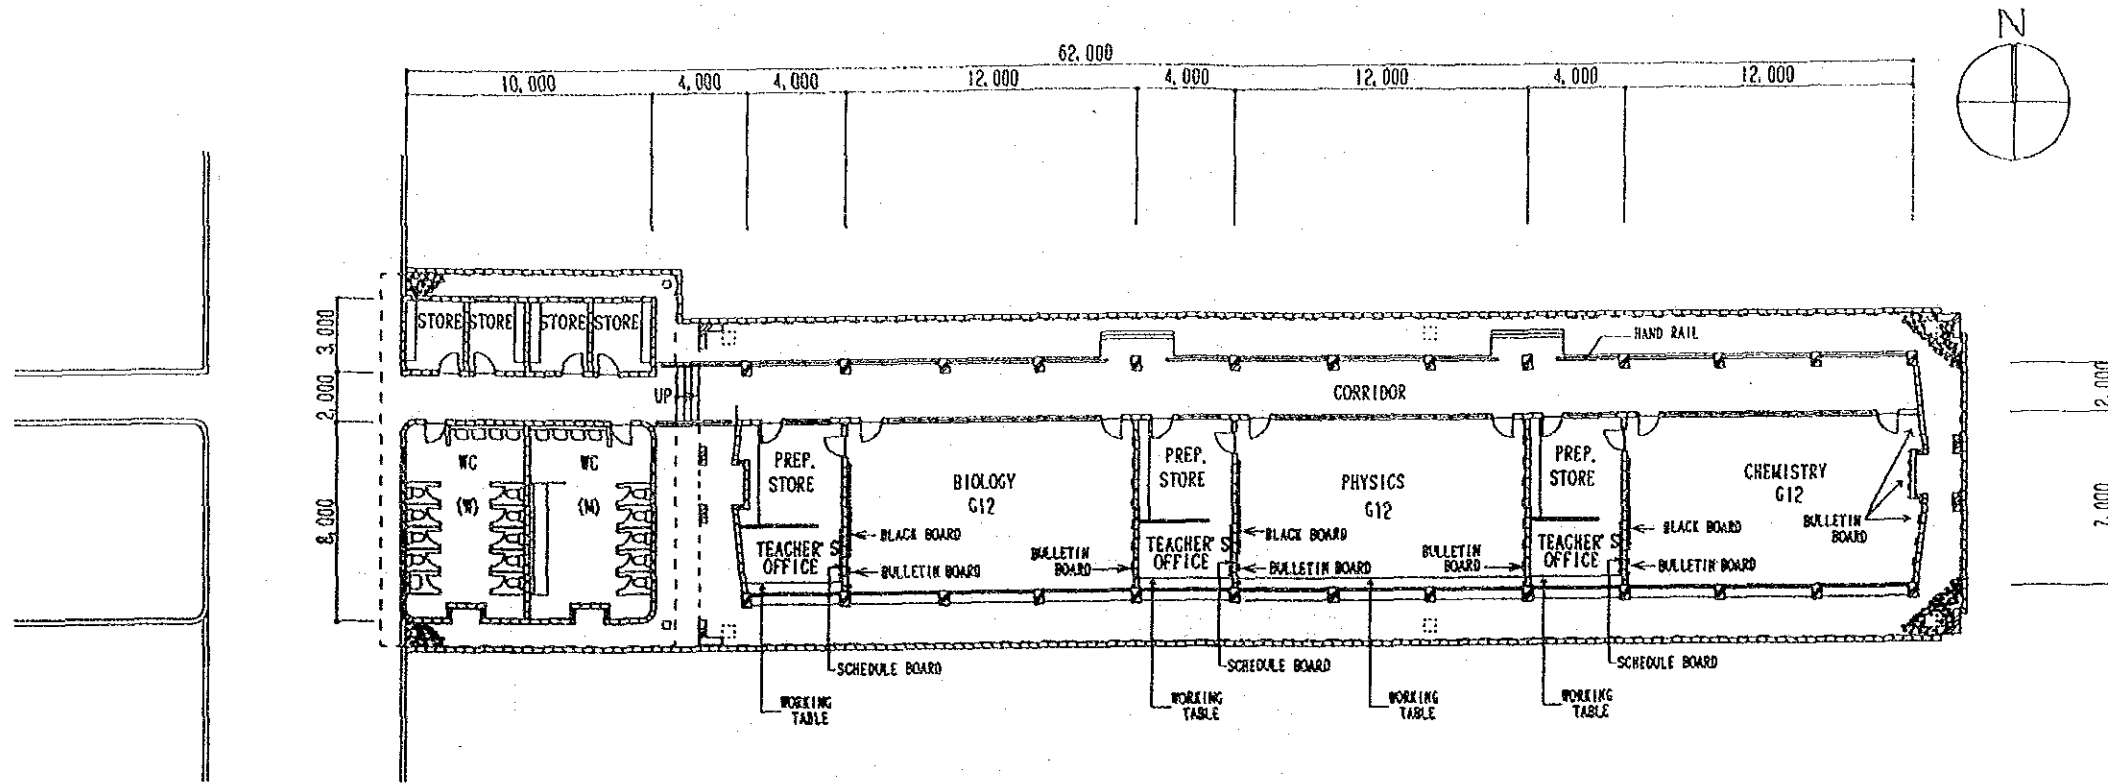 N
62,000
10,000
4,000
4,000
12,000
4,000
12,000
4,000
12,000
3,000
2,000
8,000
2,000
7,000
STORE
STORE
STORE
STORE
HAND RAIL
UP
CORRIDOR
WC
(W)
WC
(M)
PREP.
STORE
BIOLOGY
G12
PREP.
STORE
PHYSICS
G12
PREP.
STORE
CHEMISTRY
G12
TEACHER'S
OFFICE
BLACK BOARD
BULLETIN BOARD
BULLETIN
BOARD
TEACHER'S
OFFICE
BLACK BOARD
BULLETIN BOARD
BULLETIN
BOARD
TEACHER'S
OFFICE
BLACK BOARD
BULLETIN BOARD
BULLETIN
BOARD
SCHEDULE BOARD
SCHEDULE BOARD
SCHEDULE BOARD
WORKING
TABLE
WORKING
TABLE
WORKING
TABLE
WORKING
TABLE